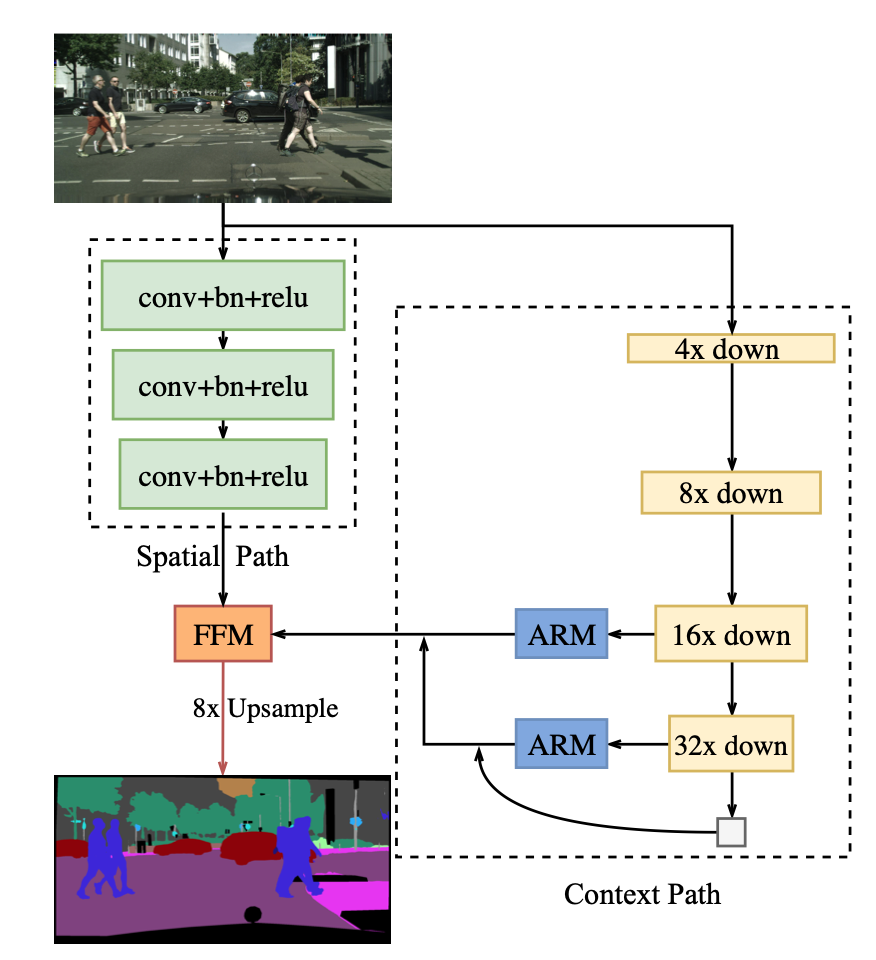 conv+bn+relu
4x down
conv+bn+relu
conv+bn+relu
8x down
Spatial Path
FFM
ARM
16x down
8x Upsample
ARM
32x down
Context Path